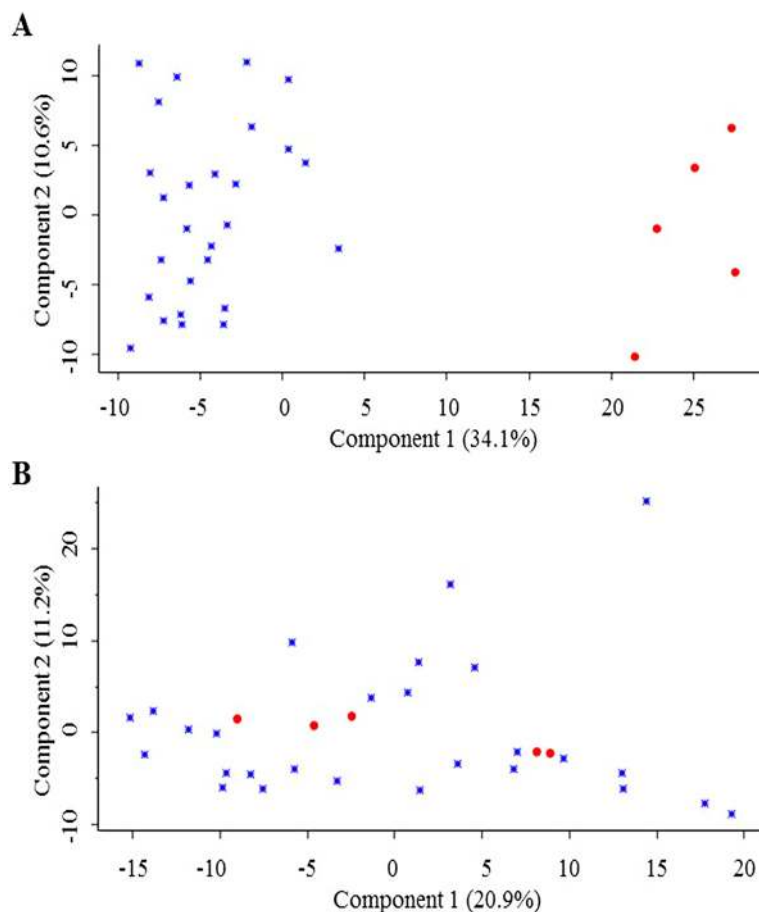 A
Component 2 (10.6%)
10
5
0
-5
-10
-10 -5 0 5 10 15 20 25
Component 1 (34.1%)
B
Component 2 (11.2%)
20
10
0
-10
-15 -10 -5 0 5 10 15 20
Component 1 (20.9%)